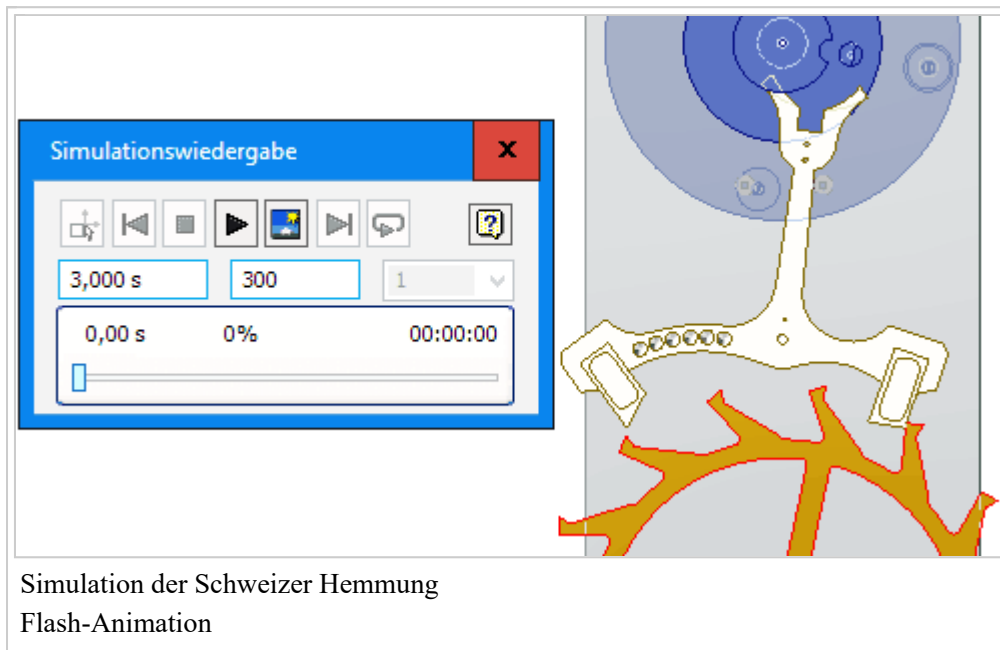 Simulationswiedergabe
3,000 s 300 1
0,00 s 0% 00:00:00
Simulation der Schweizer Hemmung
Flash-Animation